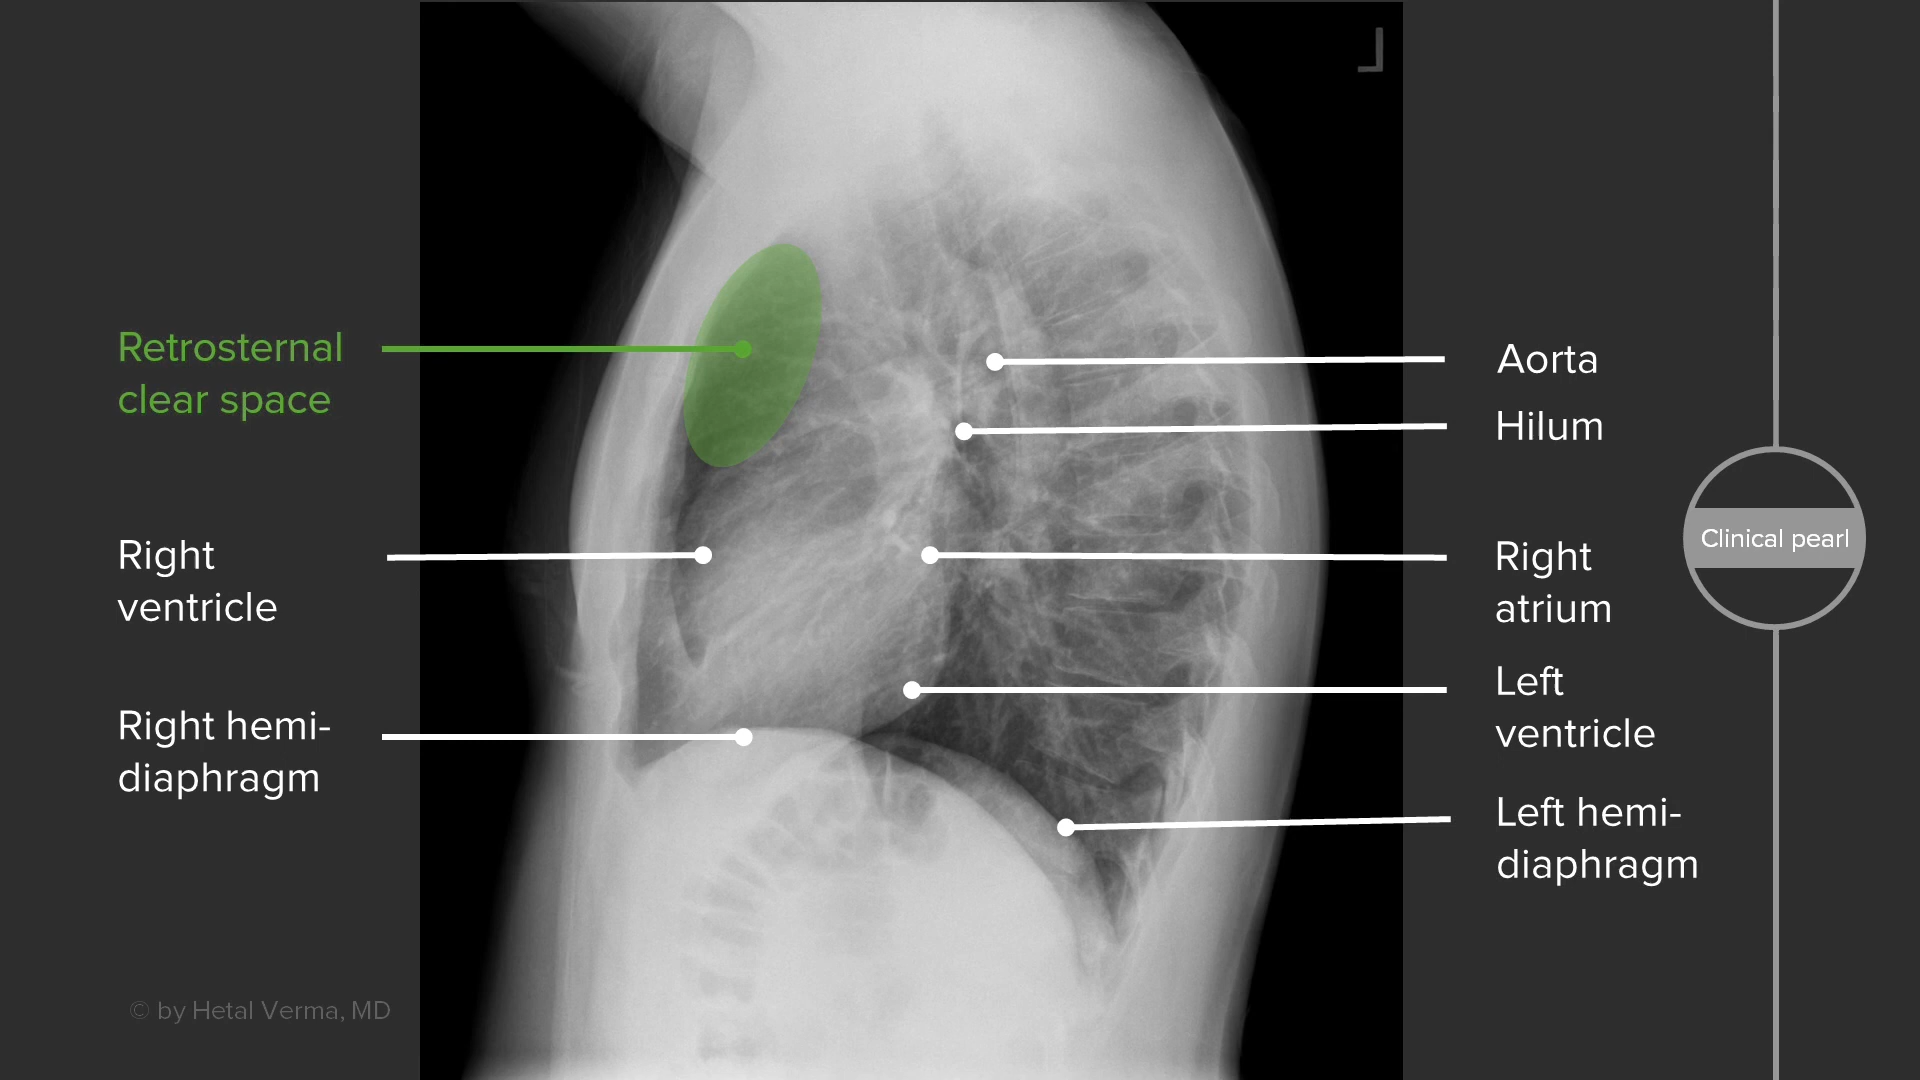 Retrosternal
clear space
Right
ventricle
Right hemi-
diaphragm
Aorta
Hilum
Right
atrium
Left
ventricle
Left hemi-
diaphragm
Clinical pearl
L
© by Hetal Verma, MD